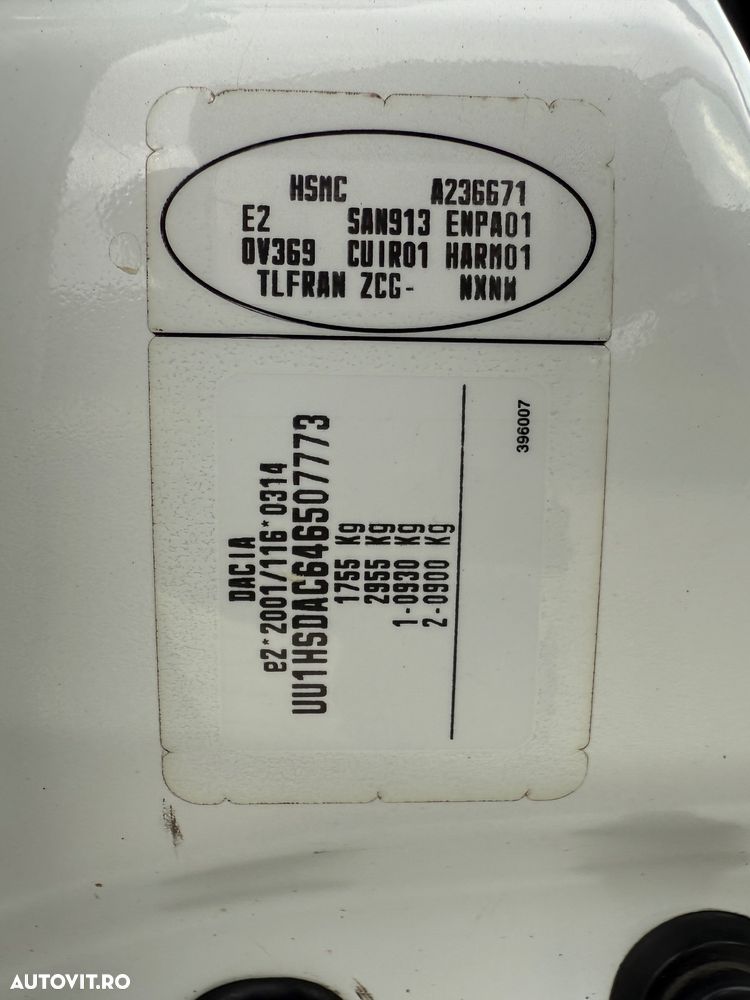 HSMC A236671
E2 SAN913 ENPA01
OV369 CUIR01 HARM01
TLFRAN ZCG- NXNW
DACIA
e2*2001/116*0314
UU1HSDAC646507773
1755 Kg
2955 Kg
1-0930 Kg
2-0900 Kg
396007
AUTOVIT.RO